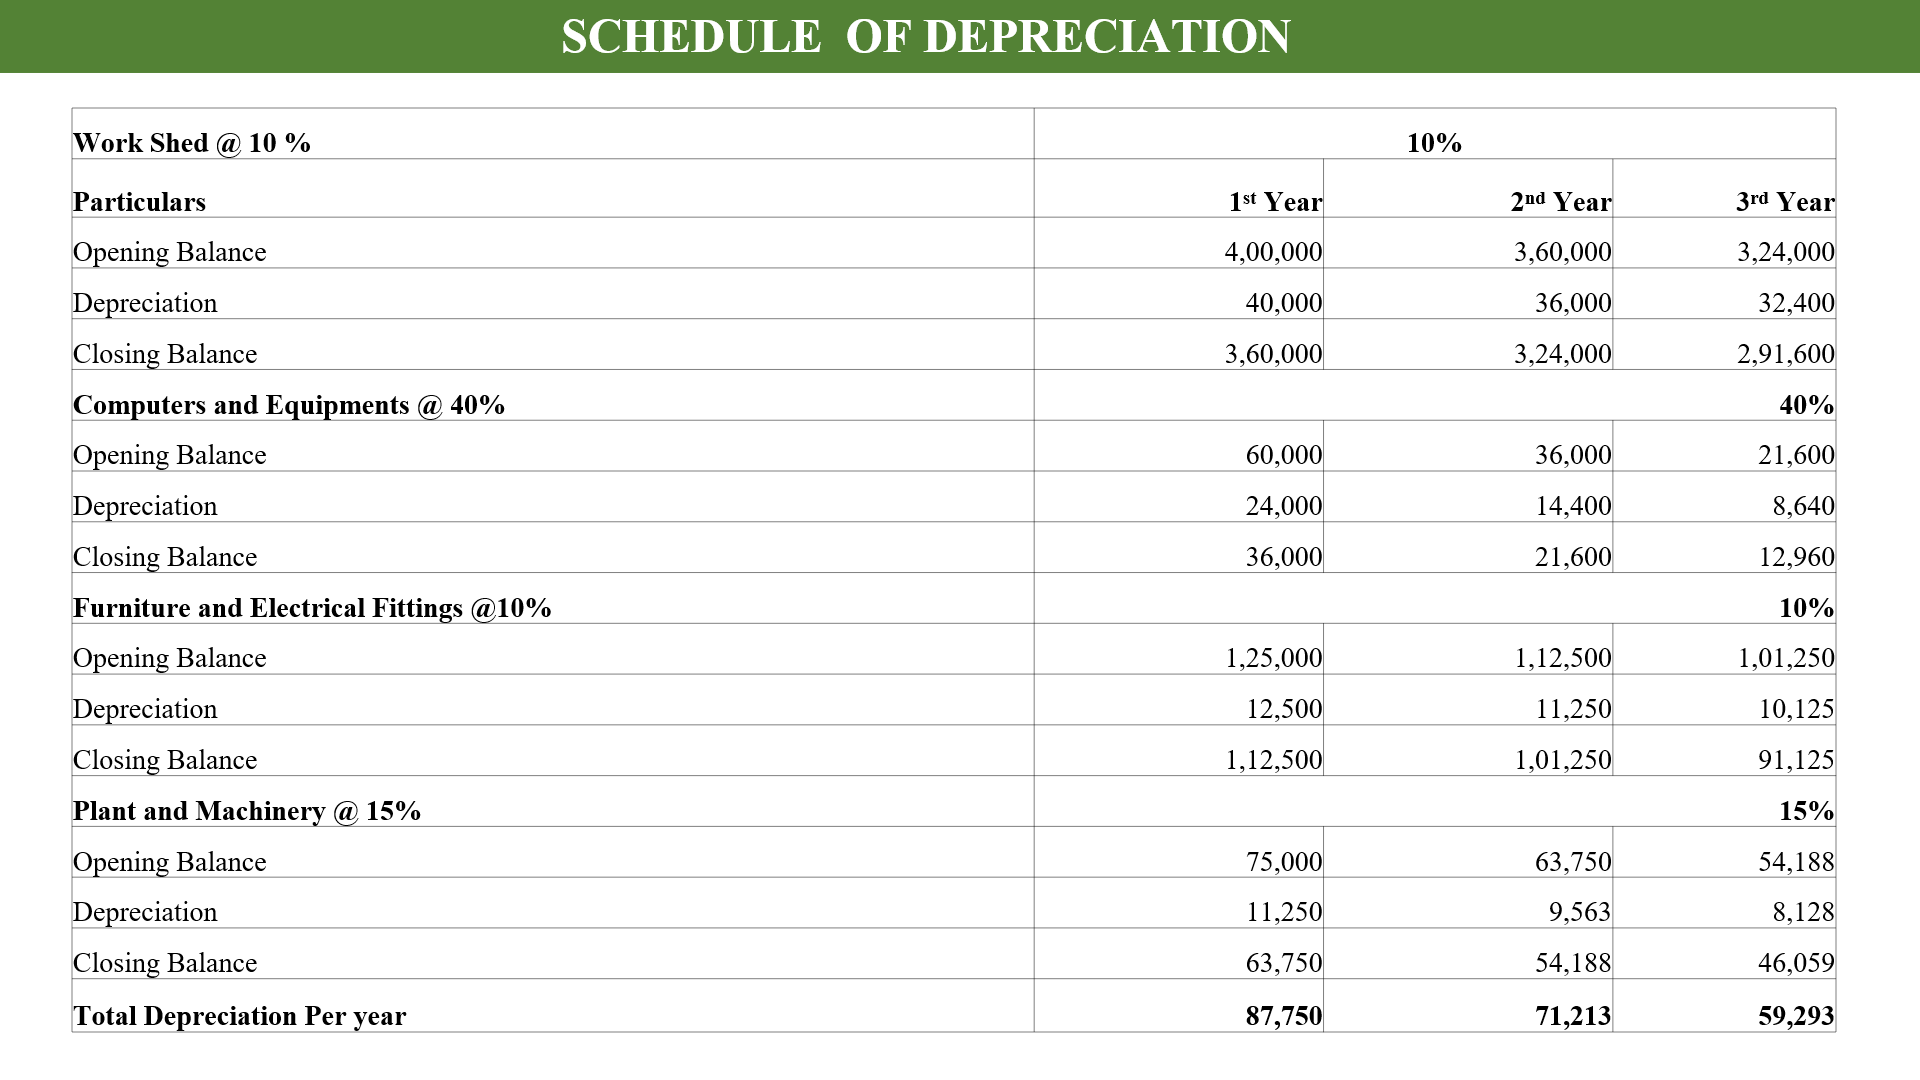 SCHEDULE OF DEPRECIATION
Work Shed @ 10 % 10%
Particulars 1st Year 2nd Year 3rd Year
Opening Balance 4,00,000 3,60,000 3,24,000
Depreciation 40,000 36,000 32,400
Closing Balance 3,60,000 3,24,000 2,91,600
Computers and Equipments @ 40% 40%
Opening Balance 60,000 36,000 21,600
Depreciation 24,000 14,400 8,640
Closing Balance 36,000 21,600 12,960
Furniture and Electrical Fittings @10% 10%
Opening Balance 1,25,000 1,12,500 1,01,250
Depreciation 12,500 11,250 10,125
Closing Balance 1,12,500 1,01,250 91,125
Plant and Machinery @ 15% 15%
Opening Balance 75,000 63,750 54,188
Depreciation 11,250 9,563 8,128
Closing Balance 63,750 54,188 46,059
Total Depreciation Per year 87,750 71,213 59,293